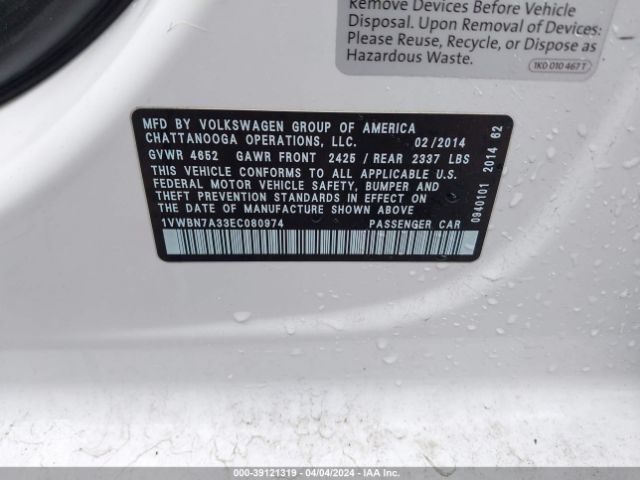 Remove Devices Before Vehicle
Disposal. Upon Removal of Devices:
Please Reuse, Recycle, or Dispose as
Hazardous Waste.
1K0 010 467 T
MFD BY VOLKSWAGEN GROUP OF AMERICA
CHATTANOOGA OPERATIONS, LLC. 02/2014
GVWR 4652 GAWR FRONT 2425 / REAR 2337 LBS
THIS VEHICLE CONFORMS TO ALL APPLICABLE U.S.
FEDERAL MOTOR VEHICLE SAFETY, BUMPER AND
THEFT PREVENTION STANDARDS IN EFFECT ON
THE DATE OF MANUFACTURE SHOWN ABOVE
1VWBN7A33EC080974 PASSENGER CAR
0940101 2014 62
000-39121319 - 04/04/2024 - IAA Inc.